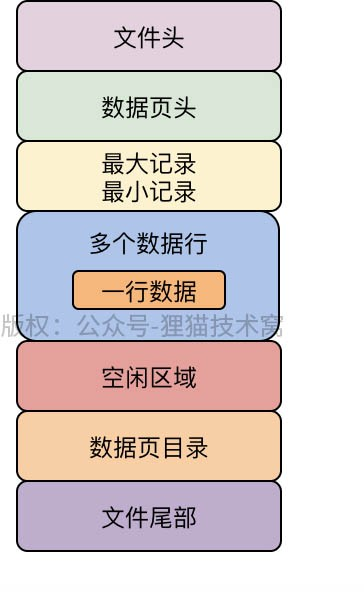 文件头
数据页头
最大记录
最小记录
多个数据行
一行数据
版权：公众号-狸猫技术窝
空闲区域
数据页目录
文件尾部